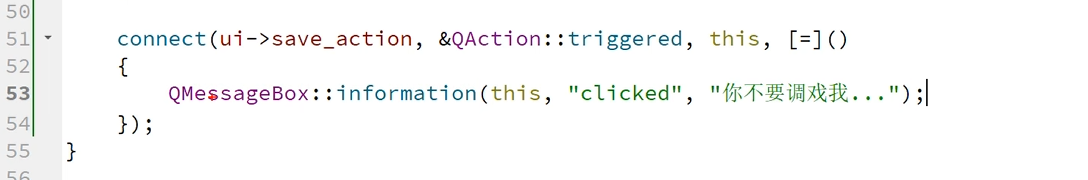 50
51 connect(ui->save_action, &QAction::triggered, this, [=]()
52 {
53 QMessageBox::information(this, "clicked", "你不要调戏我...");
54 });
55 }
56